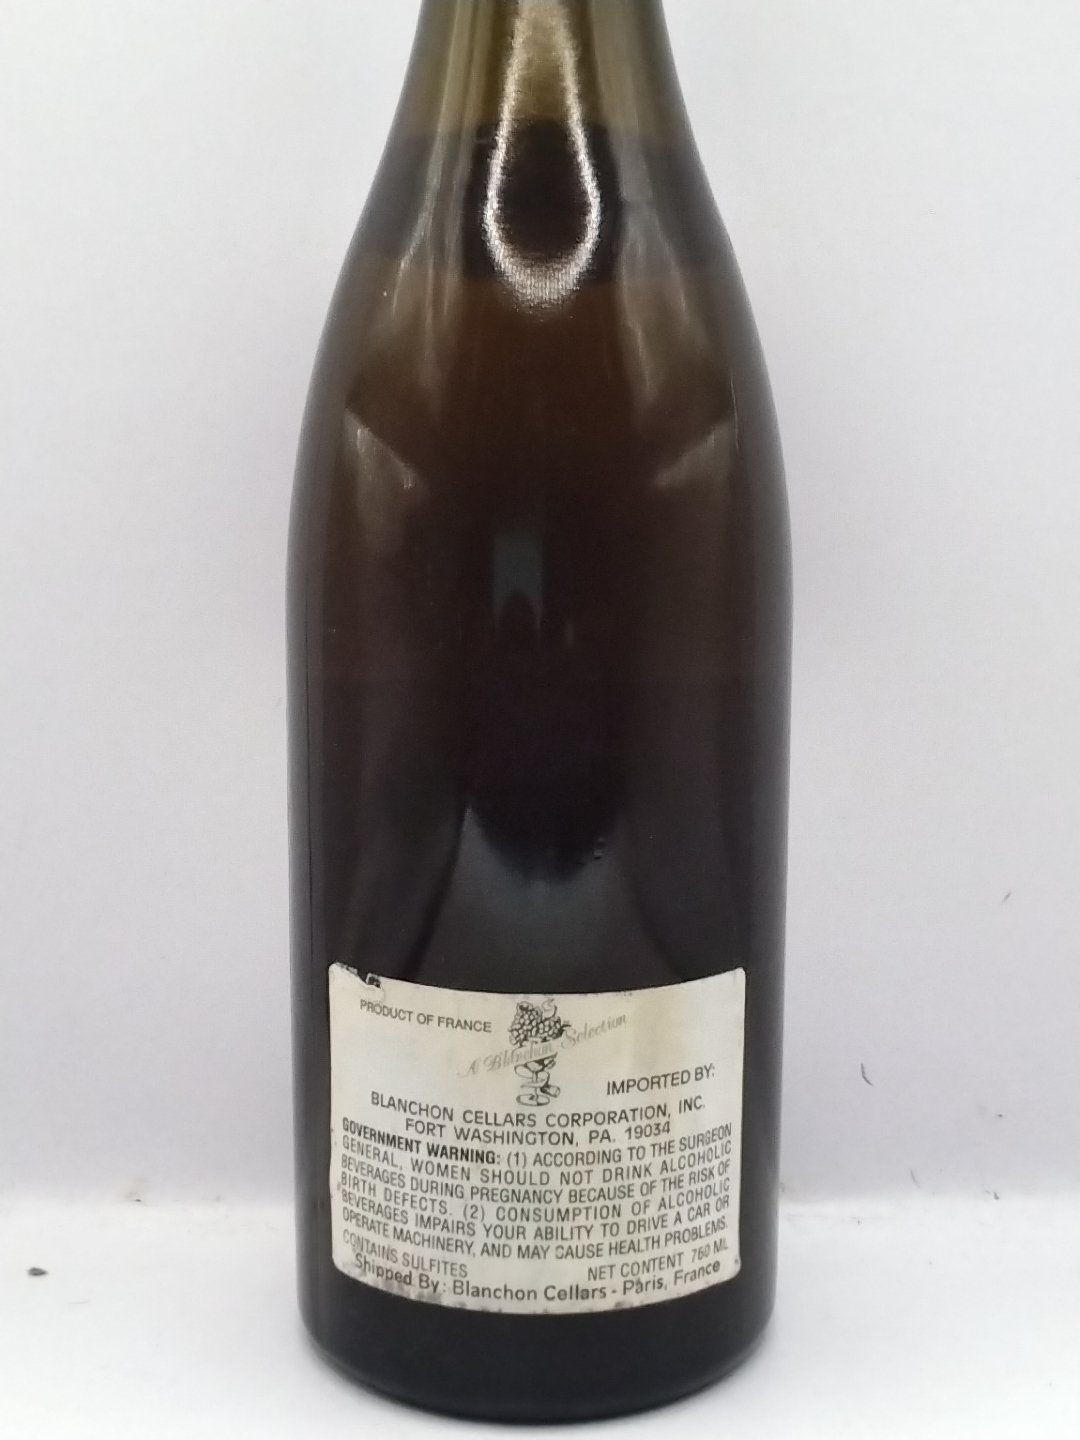 PRODUCT OF FRANCE
A Blanchon Selection
IMPORTED BY:
BLANCHON CELLARS CORPORATION, INC.
FORT WASHINGTON, PA. 19034
GOVERNMENT WARNING: (1) ACCORDING TO THE SURGEON
GENERAL, WOMEN SHOULD NOT DRINK ALCOHOLIC
BEVERAGES DURING PREGNANCY BECAUSE OF THE RISK OF
BIRTH DEFECTS. (2) CONSUMPTION OF ALCOHOLIC
BEVERAGES IMPAIRS YOUR ABILITY TO DRIVE A CAR OR
OPERATE MACHINERY, AND MAY CAUSE HEALTH PROBLEMS.
CONTAINS SULFITES
NET CONTENT 760 ML
Shipped By: Blanchon Cellars - Paris, France